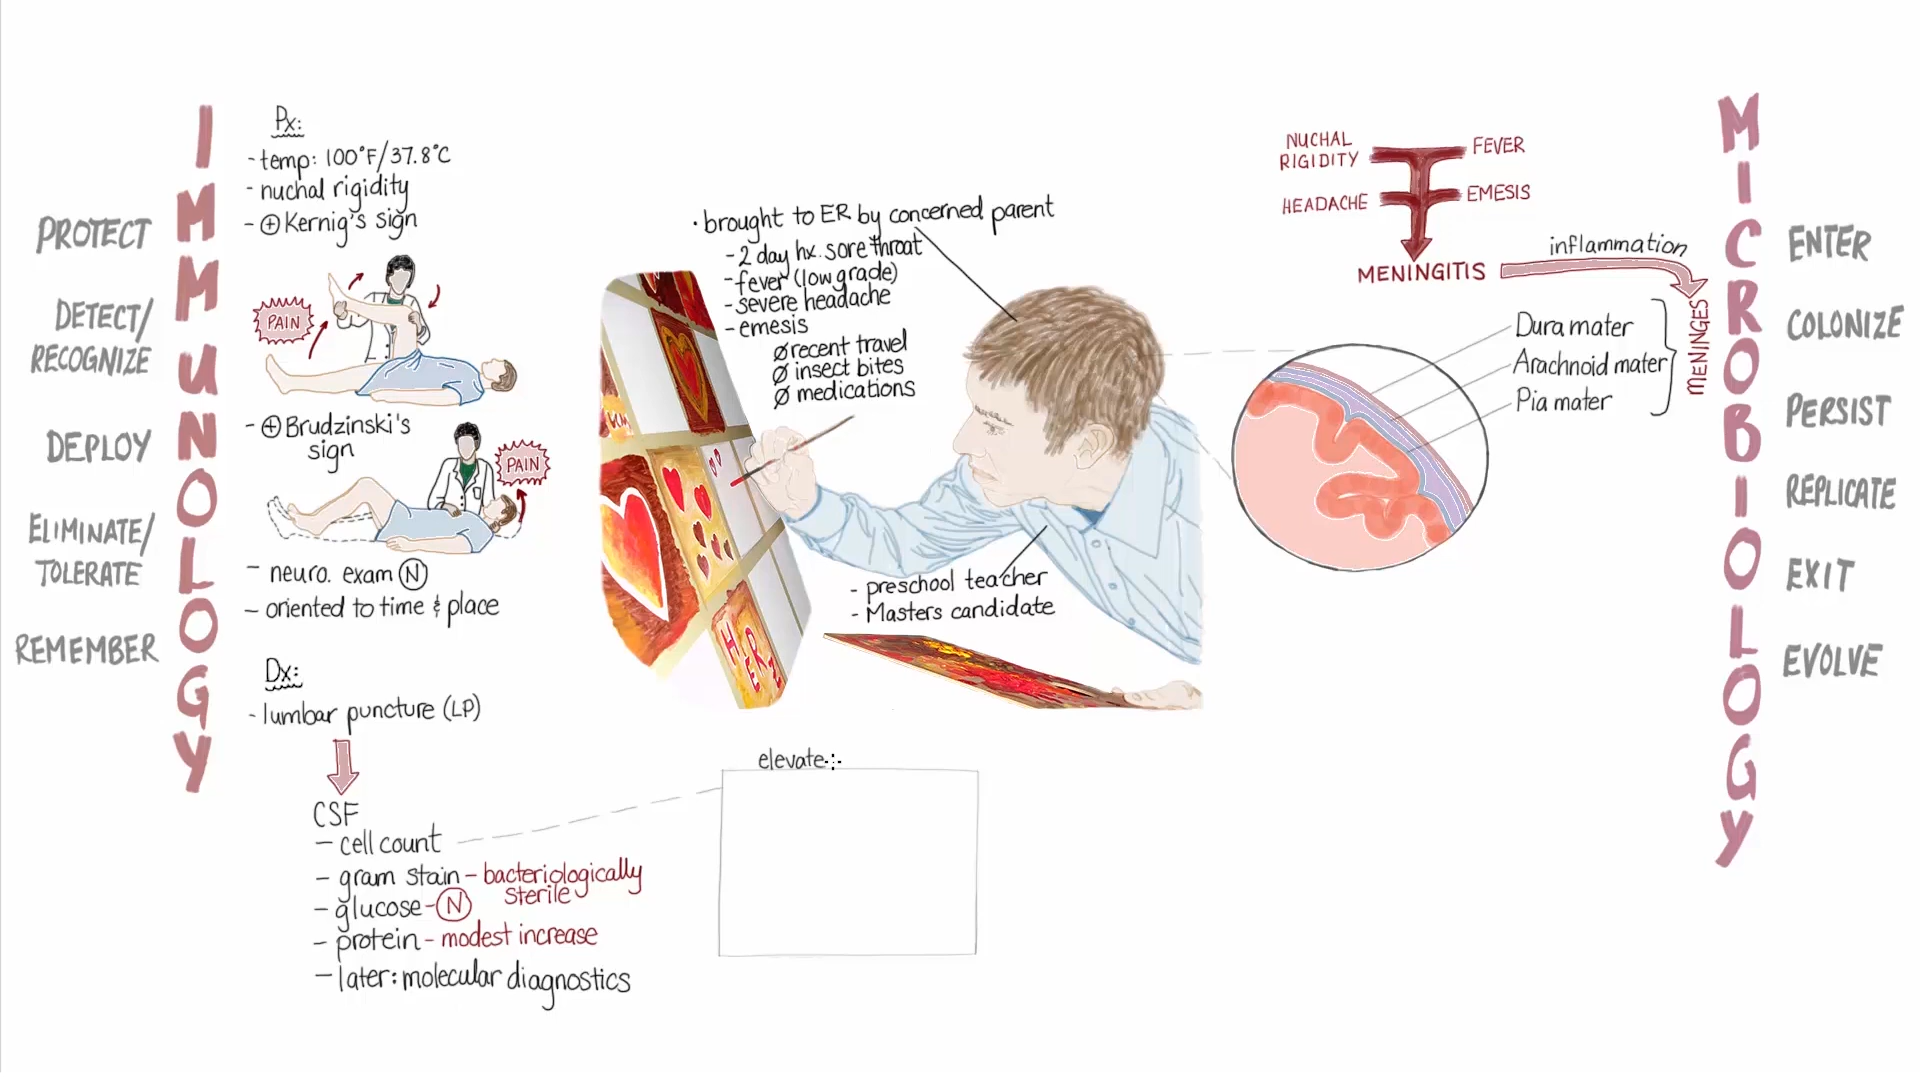 IMMUNOLOGY
PROTECT
DETECT/
RECOGNIZE
DEPLOY
ELIMINATE/
TOLERATE
REMEMBER
Px:
- temp: 100°F/37.8°C
- nuchal rigidity
- ⊕ Kernig's sign
PAIN
- ⊕ Brudzinski's
sign
PAIN
- neuro. exam Ⓝ
- oriented to time & place
Dx:
- lumbar puncture (LP)
CSF
- cell count
- gram stain - bacteriologically
sterile
- glucose - Ⓝ
- protein - modest increase
- later: molecular diagnostics
• brought to ER by concerned parent
- 2 day hx. sore throat
- fever (low grade)
- severe headache
- emesis
Ø recent travel
Ø insect bites
Ø medications
HERE
- preschool teacher
- Masters candidate
elevate
NUCHAL
RIGIDITY
FEVER
HEADACHE
EMESIS
MENINGITIS
inflammation
MENINGES
Dura mater
Arachnoid mater
Pia mater
MICROBIOLOGY
ENTER
COLONIZE
PERSIST
REPLICATE
EXIT
EVOLVE